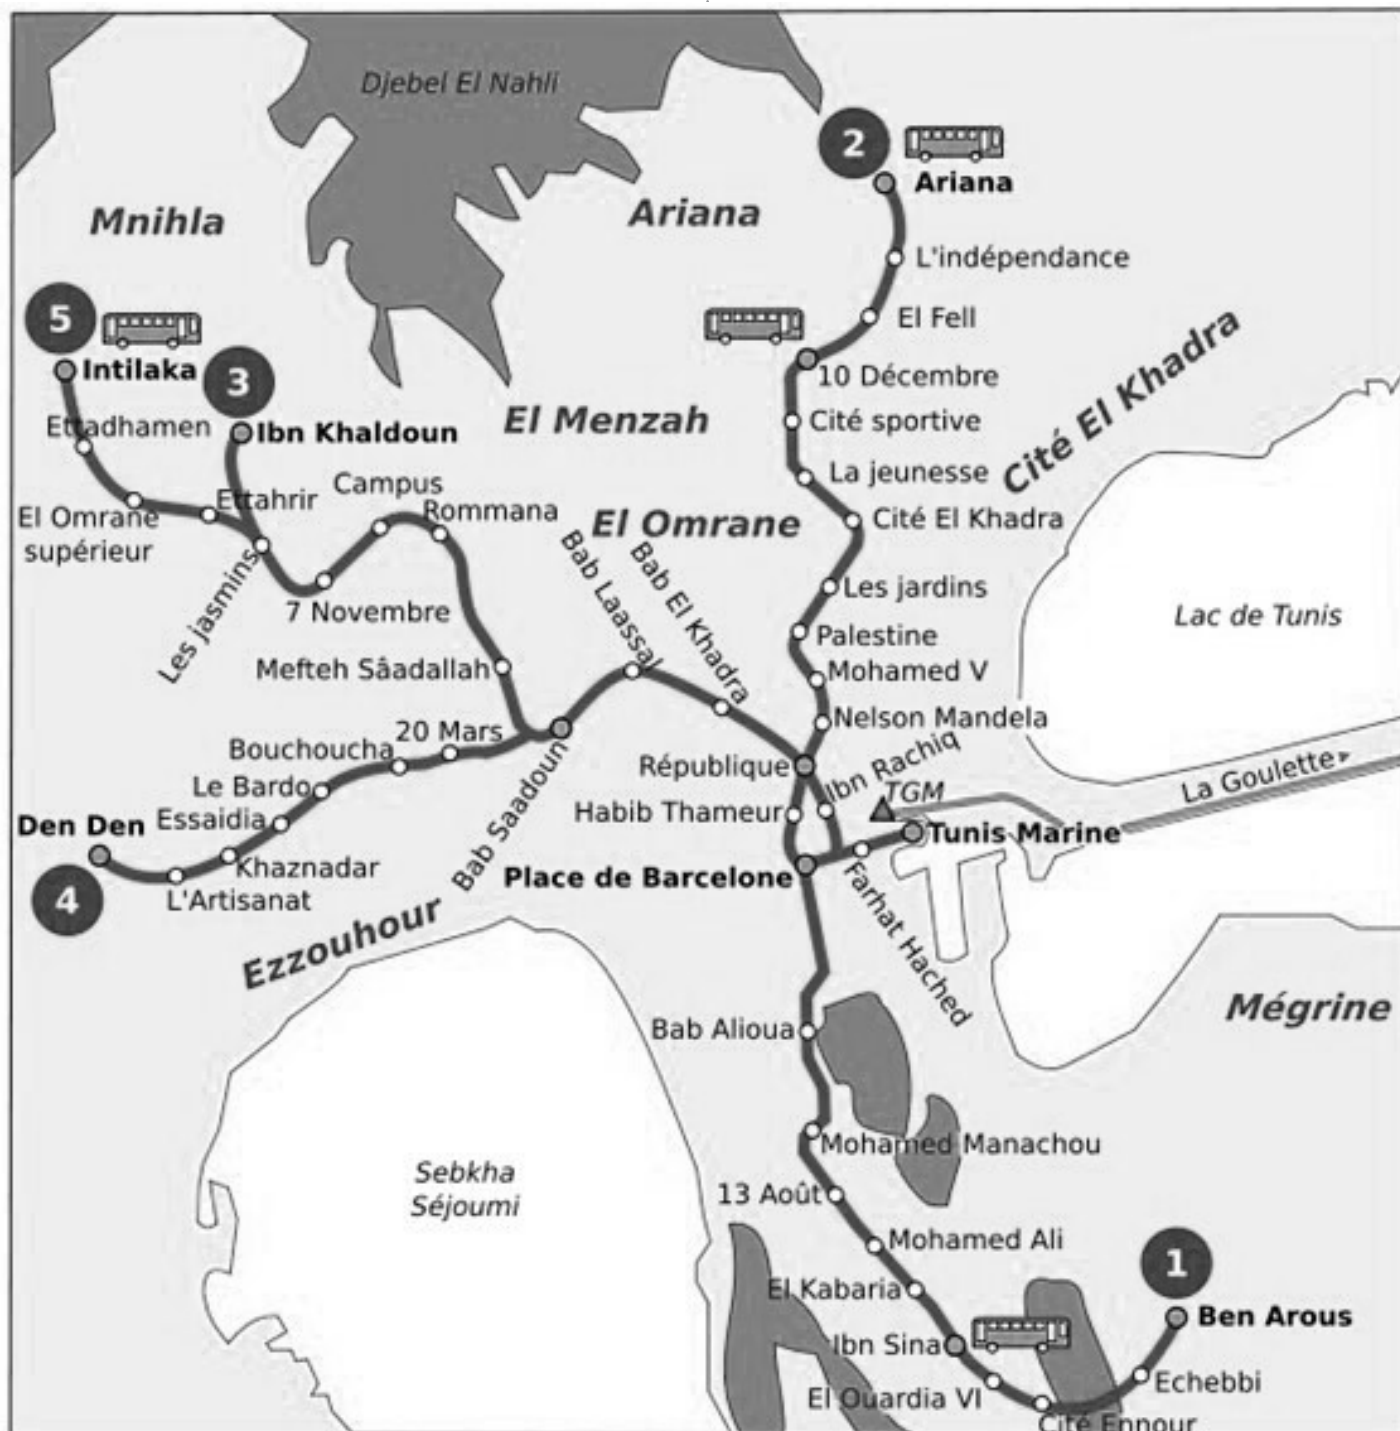 Djebel El Nahli
2
Ariana
Mnihla
Ariana
L'indépendance
5
El Fell
Intilaka
3
10 Décembre
Cité El Khadra
Ettadhamen
Ibn Khaldoun
El Menzah
Cité sportive
La jeunesse
El Omrane
supérieur
Ettahrir
Campus
Rommana
El Omrane
Cité El Khadra
Les jasmins
7 Novembre
Bab Laassal
Bab El Khadra
Les jardins
Lac de Tunis
Palestine
Mefteh Sâadallah
Mohamed V
20 Mars
Nelson Mandela
Bouchoucha
République
Ibn Rachiq
Le Bardo
TGM
La Goulette
Essaidia
Habib Thameur
Den Den
Tunis Marine
Khaznadar
Bab Saadoun
Place de Barcelone
4
L'Artisanat
Farhat Hached
Ezzouhour
Mégrine
Bab Alioua
Mohamed Manachou
Sebkha
Séjoumi
13 Août
Mohamed Ali
1
El Kabaria
Ben Arous
Ibn Sina
Echebbi
El Ouardia VI
Cité Ennour